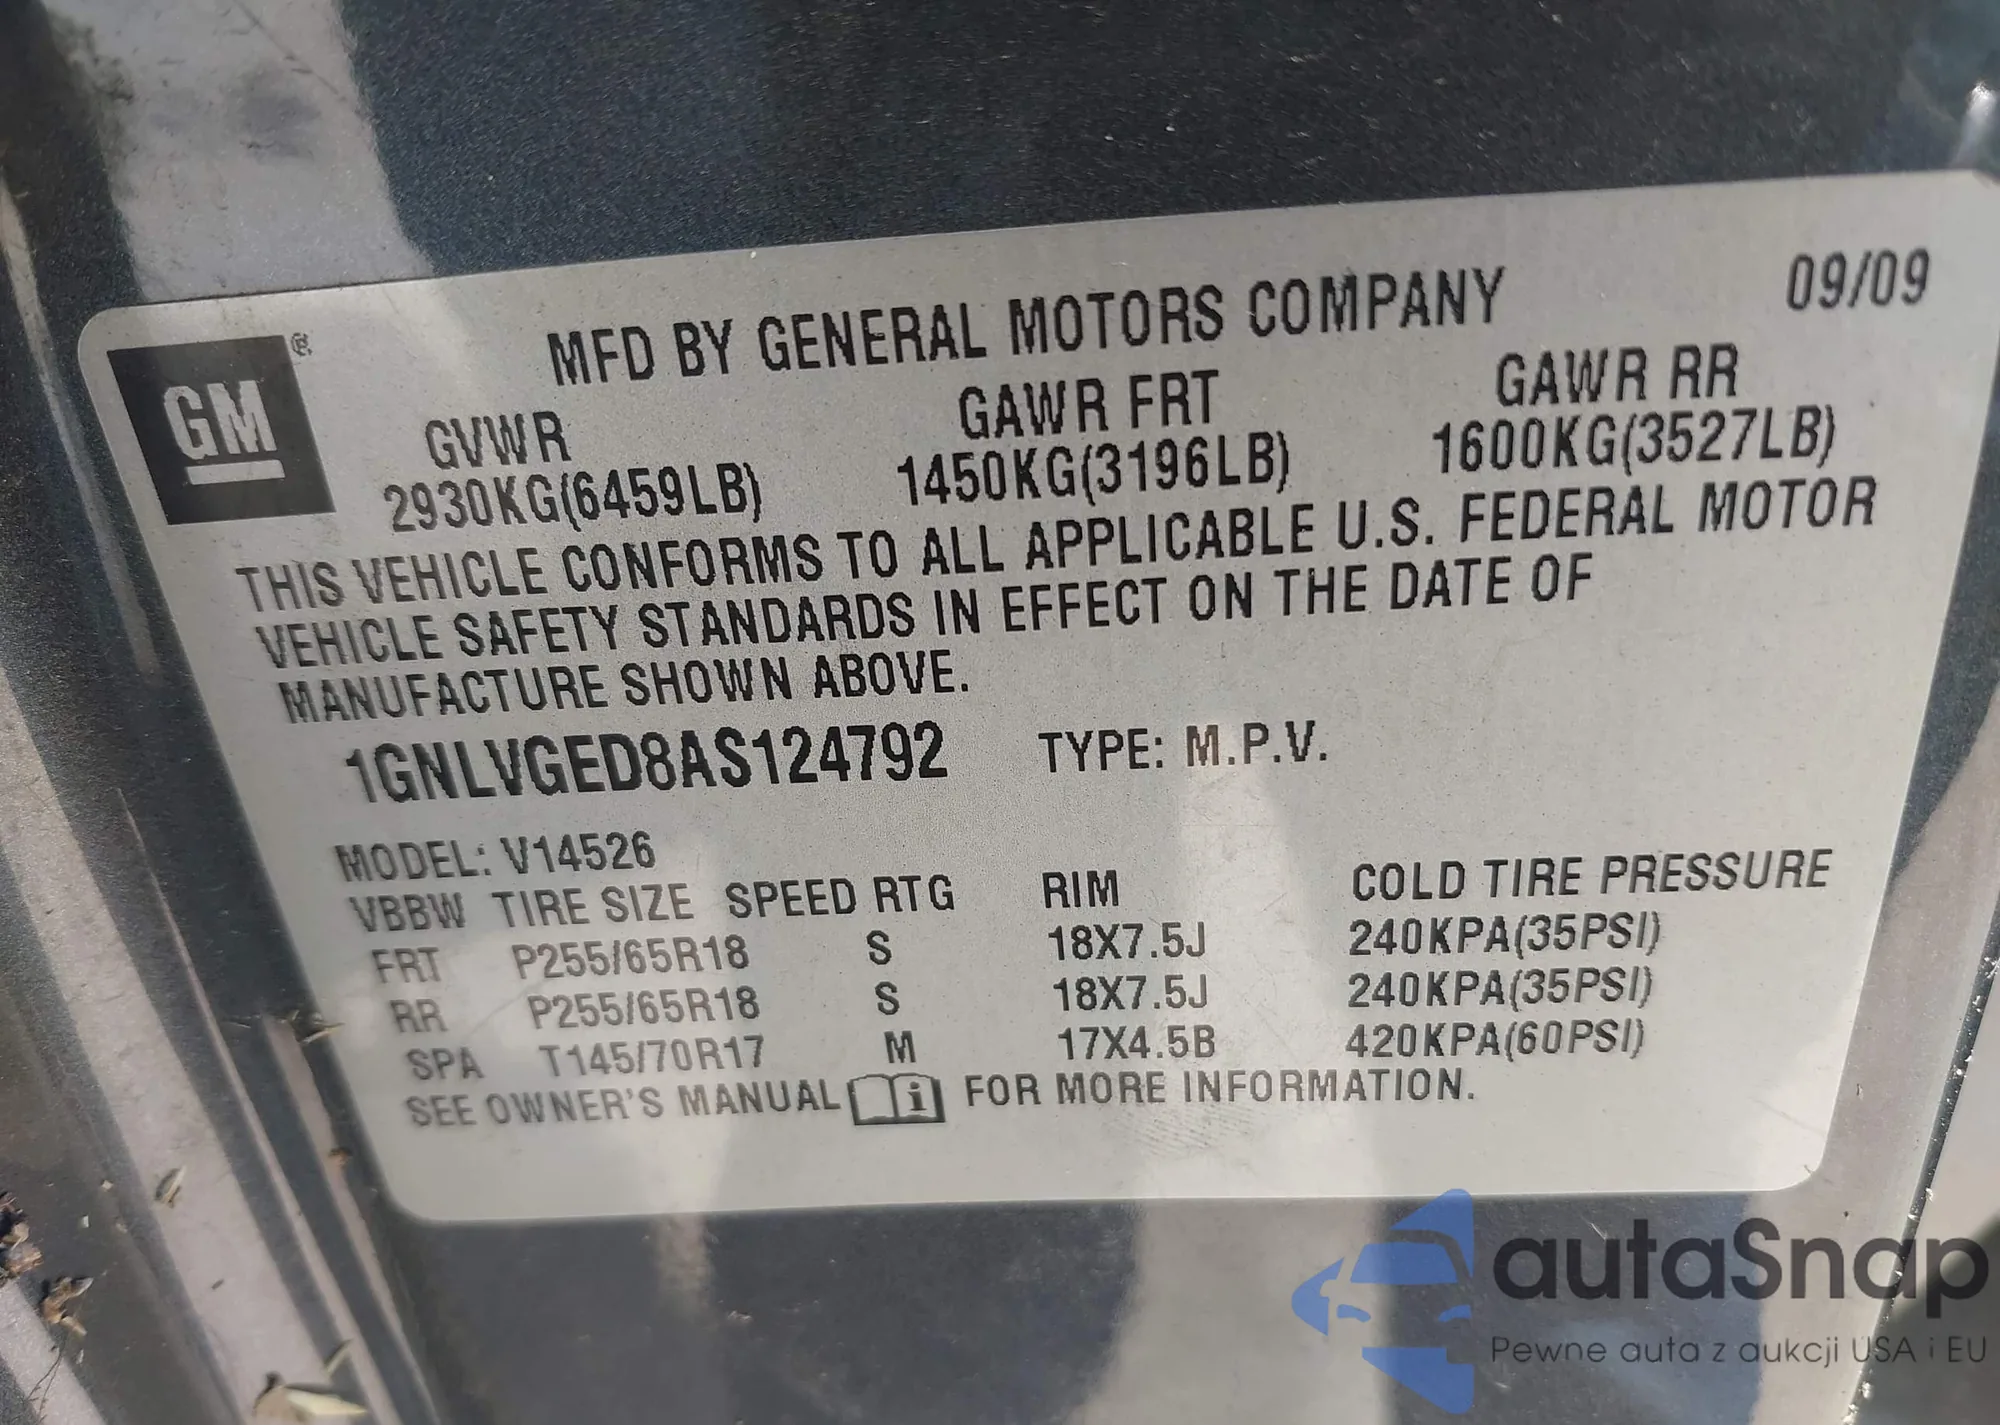 09/09
GM ®
MFD BY GENERAL MOTORS COMPANY
GVWR GAWR FRT GAWR RR
2930KG(6459LB) 1450KG(3196LB) 1600KG(3527LB)
THIS VEHICLE CONFORMS TO ALL APPLICABLE U.S. FEDERAL MOTOR
VEHICLE SAFETY STANDARDS IN EFFECT ON THE DATE OF
MANUFACTURE SHOWN ABOVE.
1GNLVGED8AS124792 TYPE: M.P.V.
MODEL: V14526
VBBW TIRE SIZE SPEED RTG RIM COLD TIRE PRESSURE
FRT P255/65R18 S 18X7.5J 240KPA(35PSI)
RR P255/65R18 S 18X7.5J 240KPA(35PSI)
SPA T145/70R17 M 17X4.5B 420KPA(60PSI)
SEE OWNER'S MANUAL i FOR MORE INFORMATION.
autaSnap
Pewne auta z aukcji USA i EU